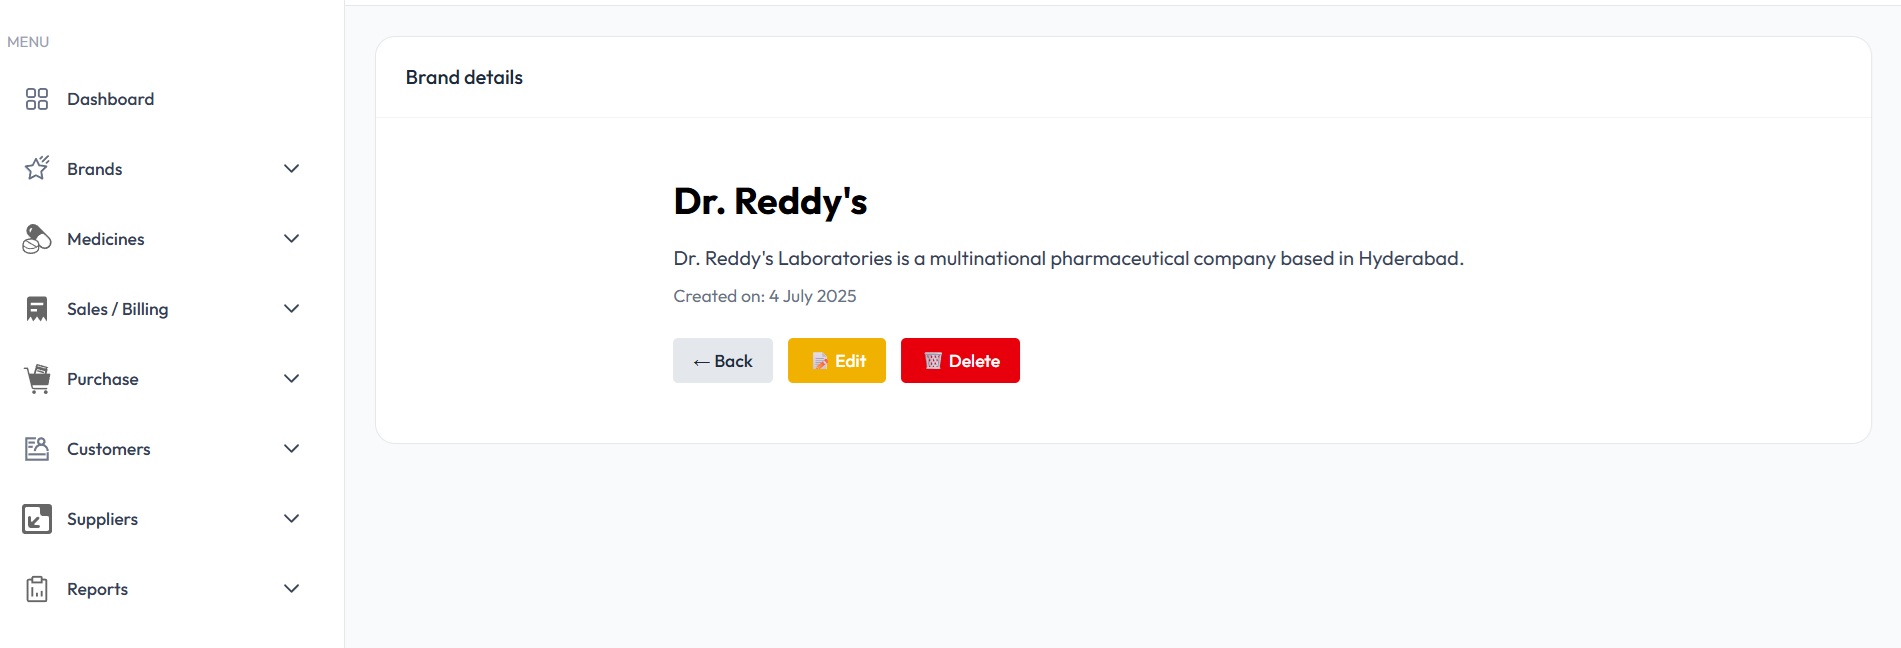 MENU
Dashboard
Brands
Medicines
Sales / Billing
Purchase
Customers
Suppliers
Reports
Brand details
Dr. Reddy's
Dr. Reddy's Laboratories is a multinational pharmaceutical company based in Hyderabad.
Created on: 4 July 2025
← Back
📝 Edit
🗑️ Delete